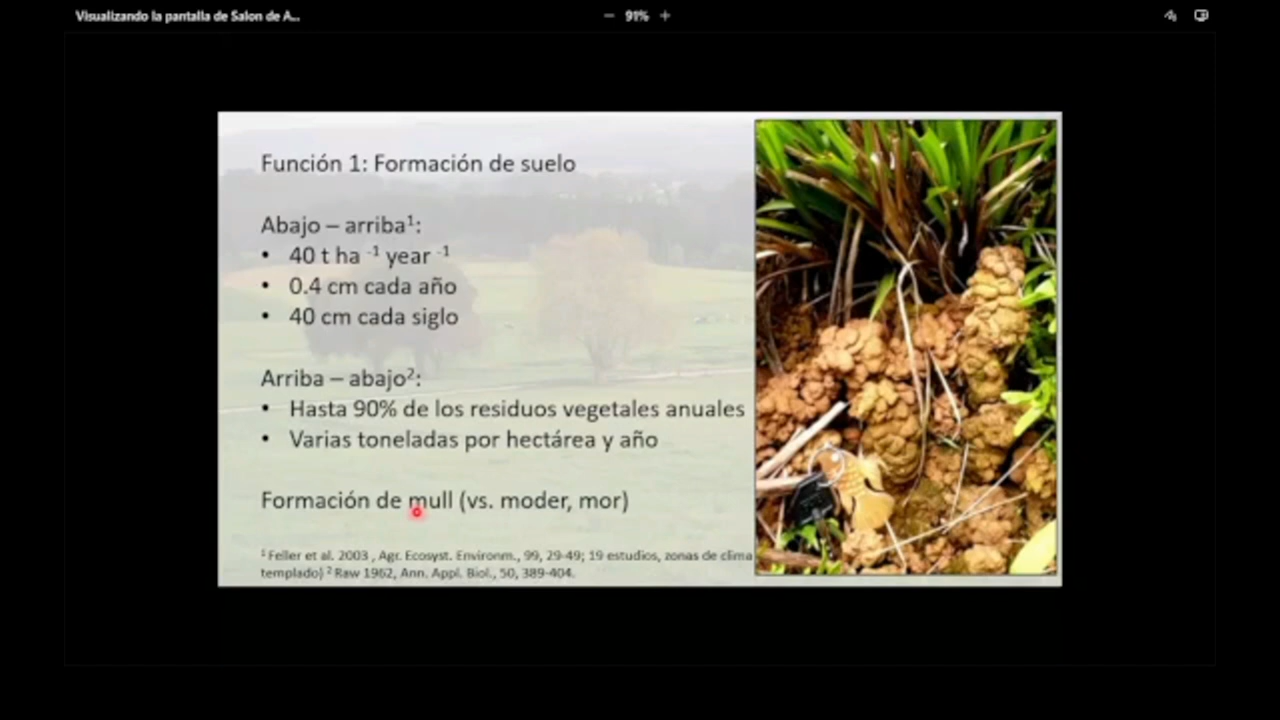 Visualizando la pantalla de Salon de A...
91%
Función 1: Formación de suelo
Abajo – arriba¹:
• 40 t ha ⁻¹ year ⁻¹
• 0.4 cm cada año
• 40 cm cada siglo
Arriba – abajo²:
• Hasta 90% de los residuos vegetales anuales
• Varias toneladas por hectárea y año
Formación de mull (vs. moder, mor)
¹ Feller et al. 2003 , Agr. Ecosyst. Environm., 99, 29-49; 19 estudios, zonas de clima
templado) ² Raw 1962, Ann. Appl. Biol., 50, 389-404.